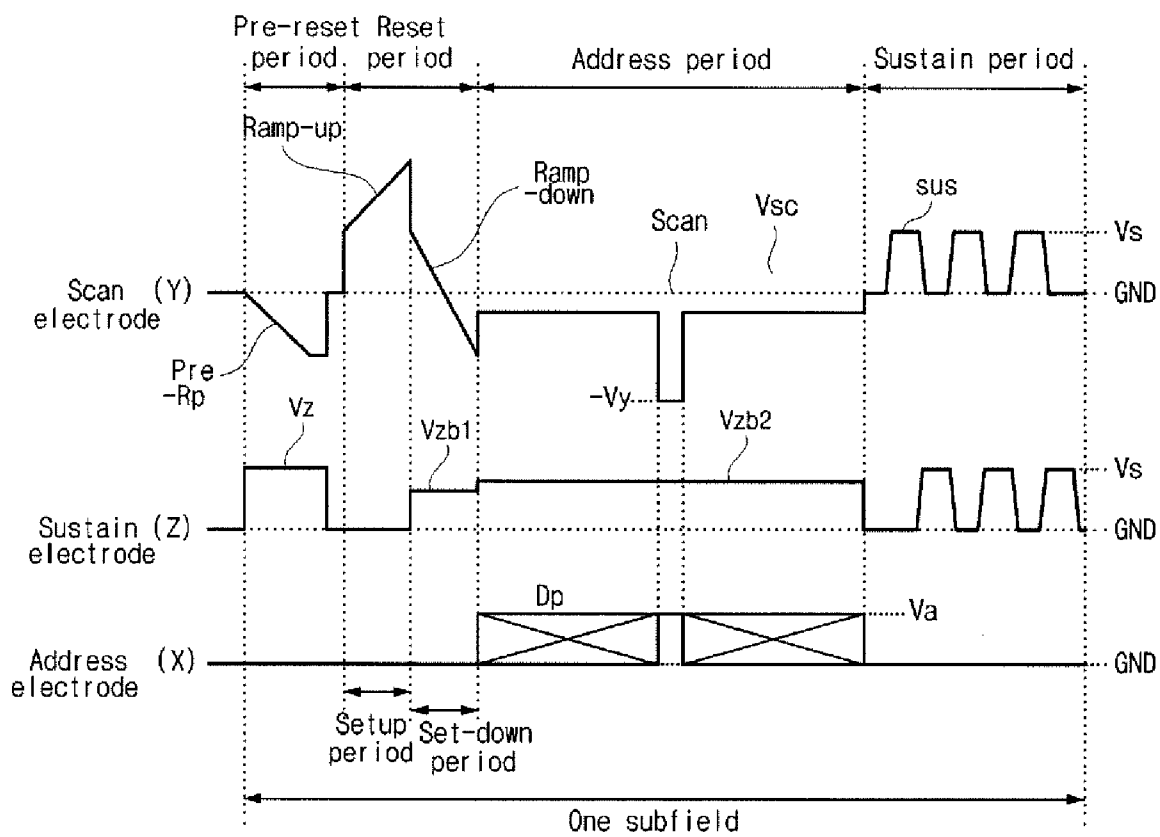 Pre-reset Reset
period period
Address period
Sustain period
Ramp-up
Ramp
-down
Scan
Vsc
sus
Vs
Scan (Y)
electrode
GND
Pre
-Rp
-Vy
Vz
Vzb1
Vzb2
Vs
Sustain (Z)
electrode
GND
Dp
Va
Address (X)
electrode
GND
Setup
period
Set-down
period
One subfield